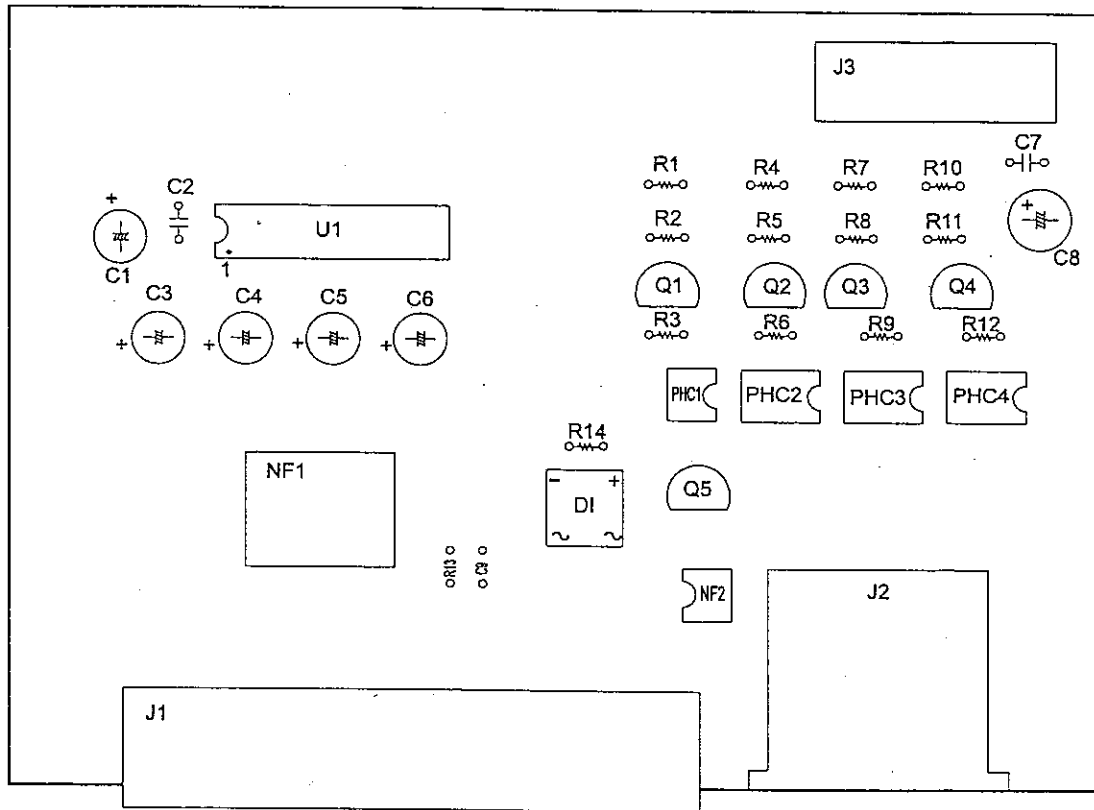 J3
C7
R1 R4 R7 R10
C2
+
+
R2 R5 R8 R11
U1
C1
1
C8
Q1 Q2 Q3 Q4
C3 C4 C5 C6
R3 R6 R9 R12
+ + + +
PHC1 PHC2 PHC3 PHC4
R14
NF1
- +
DI
~ ~
Q5
R13 C9
NF2
J2
J1